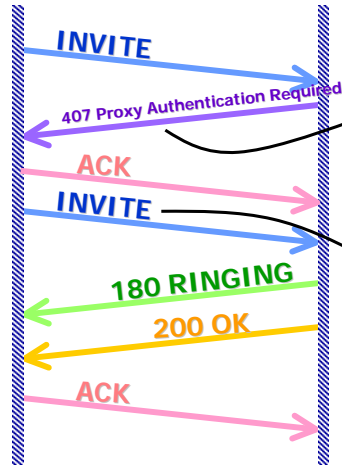 INVITE
407 Proxy Authentication Required
ACK
INVITE
180 RINGING
200 OK
ACK